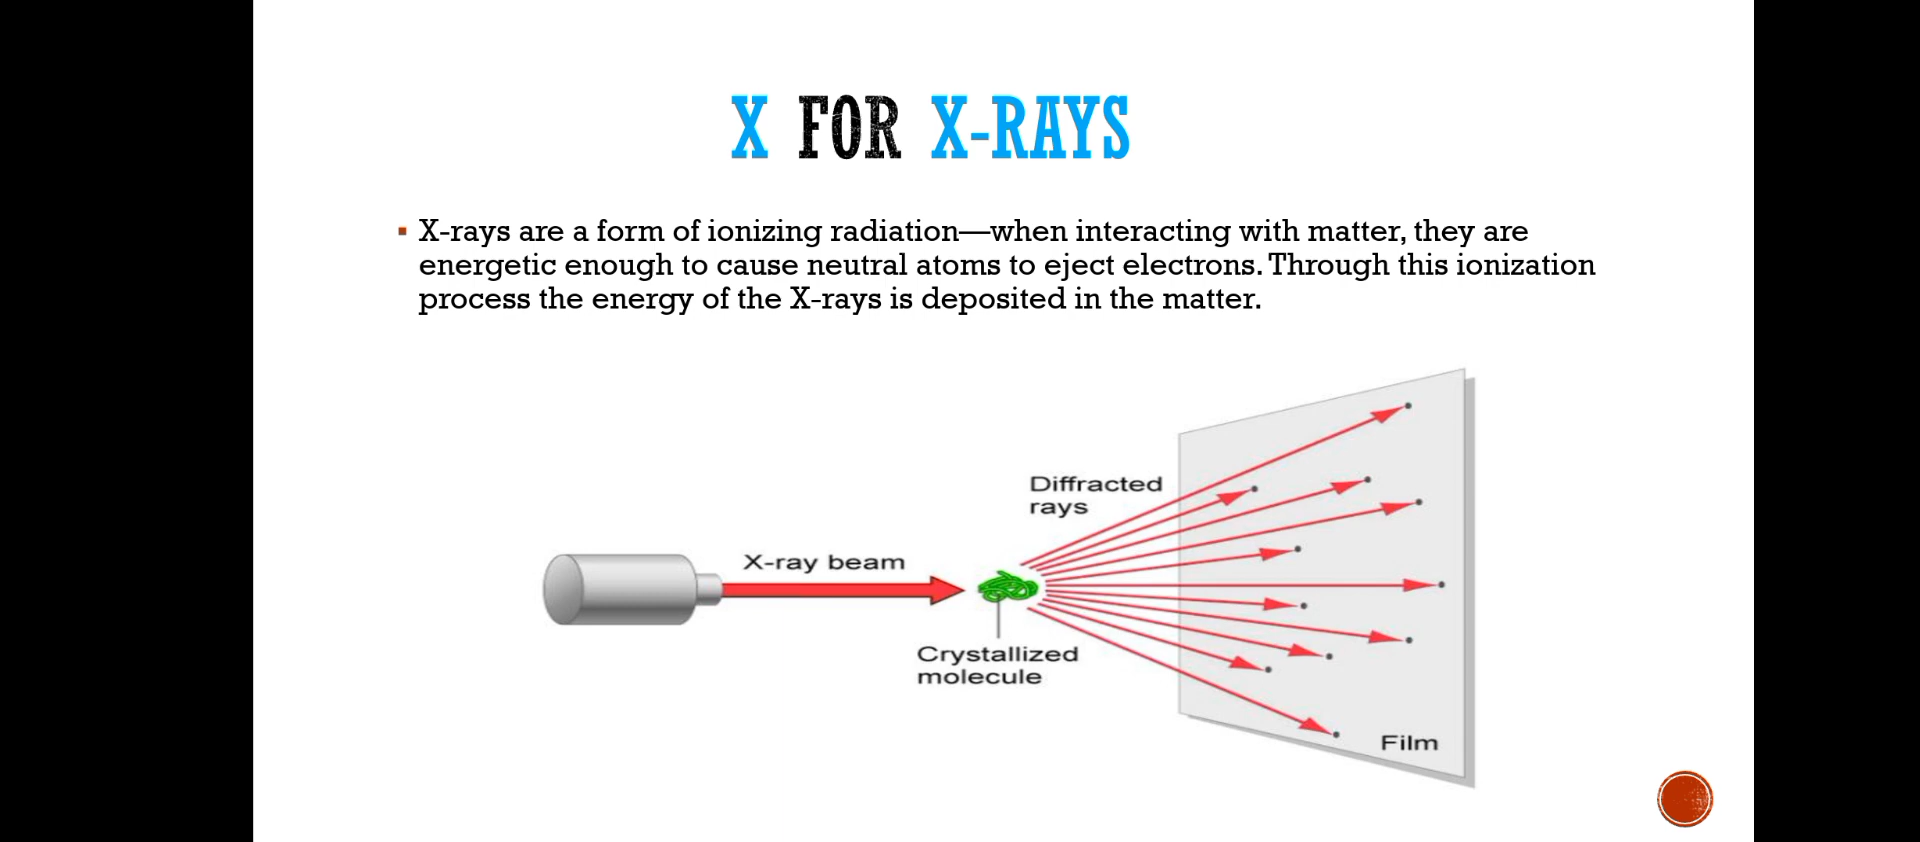 X FOR X-RAYS
▪ X-rays are a form of ionizing radiation—when interacting with matter, they are
energetic enough to cause neutral atoms to eject electrons. Through this ionization
process the energy of the X-rays is deposited in the matter.
Diffracted
rays
X-ray beam
Crystallized
molecule
Film